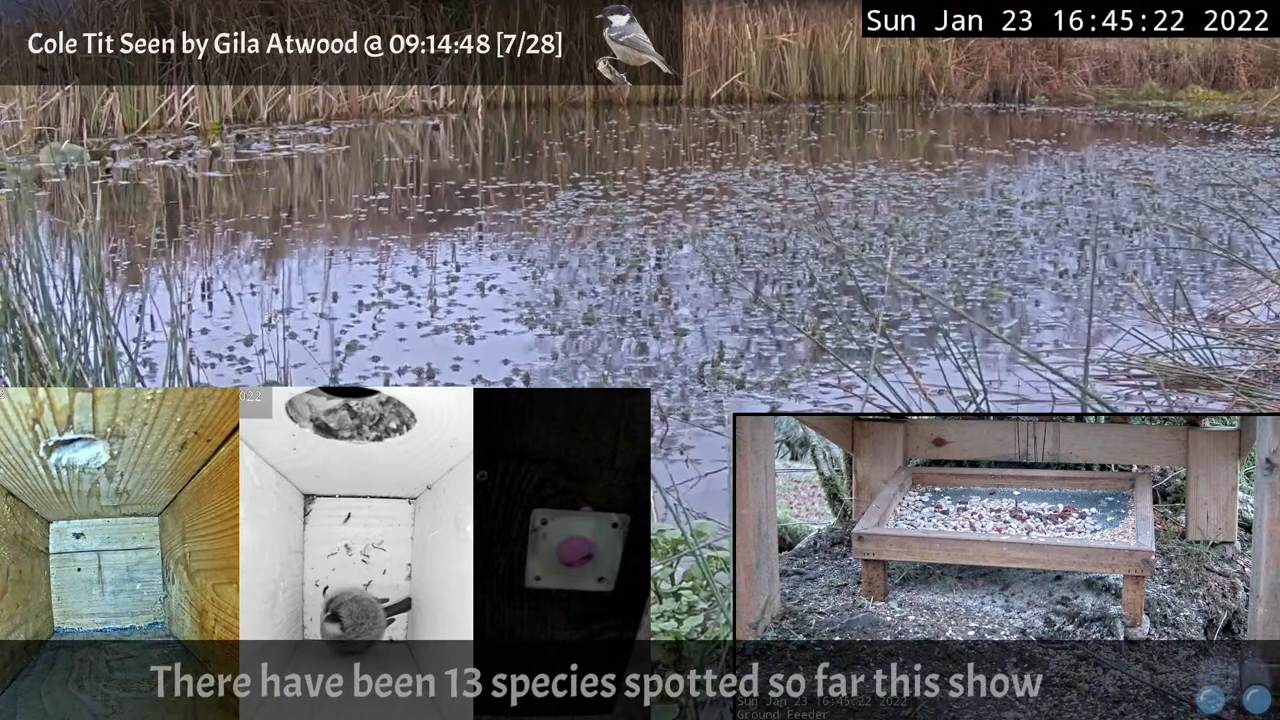 Cole Tit Seen by Gila Atwood @ 09:14:48 [7/28]
Sun Jan 23 16:45:22 2022
022
There have been 13 species spotted so far this show
Sun Jan 23 16:45:22 2022
Ground Feeder